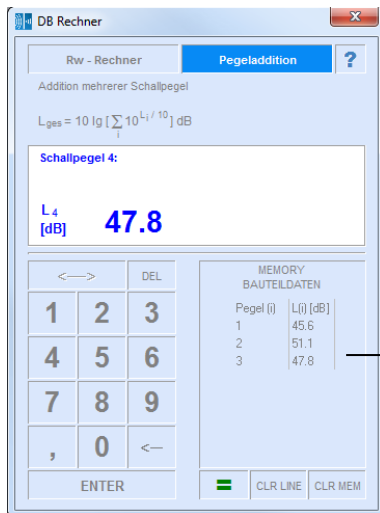 DB Rechner
x
Rw - Rechner Pegeladdition ?
Addition mehrerer Schallpegel
Lges = 10 lg [ ∑ 10^Li / 10 ] dB
i
Schallpegel 4:
L4 [dB] 47.8
<—> DEL
1 2 3
4 5 6
7 8 9
, 0 <—
ENTER
MEMORY
BAUTEILDATEN
Pegel (i) L(i) [dB]
1 45.6
2 51.1
3 47.8
= CLR LINE CLR MEM